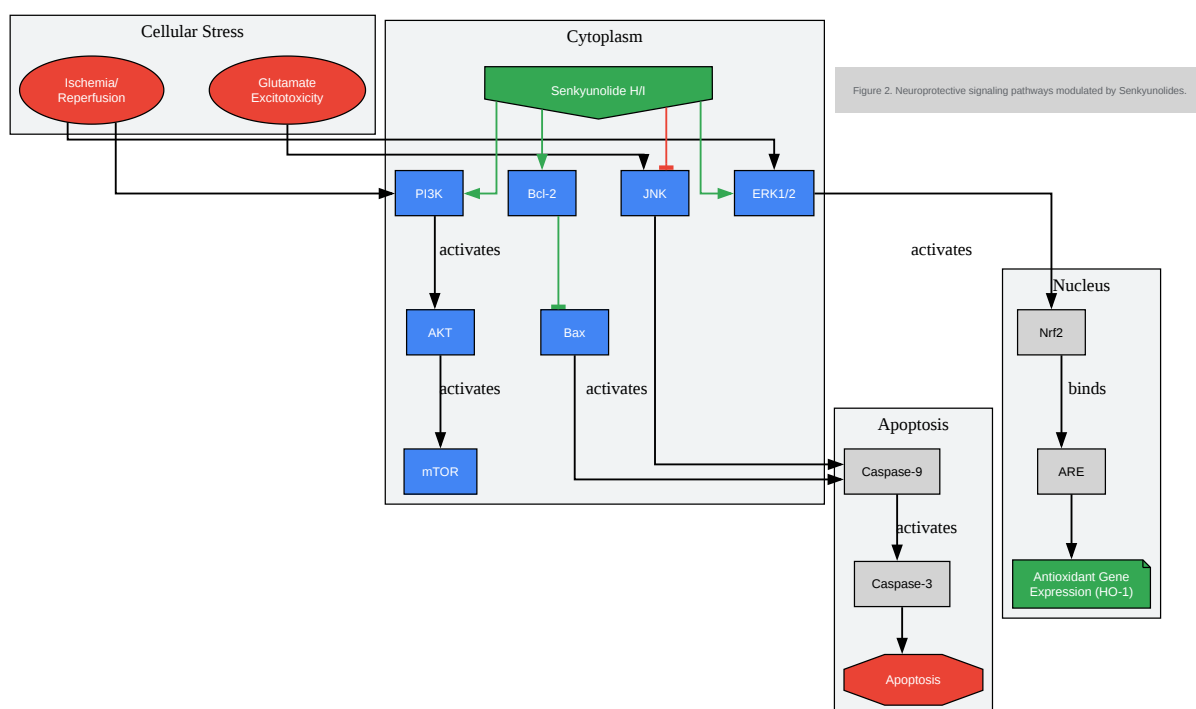 Cellular Stress
Ischemia/
Reperfusion
Glutamate
Excitotoxicity
Cytoplasm
Senkyunolide H/I
Figure 2. Neuroprotective signaling pathways modulated by Senkyunolides.
PI3K
Bcl-2
JNK
ERK1/2
activates
activates
Nucleus
AKT
Bax
Nrf2
activates
activates
binds
Apoptosis
mTOR
Caspase-9
ARE
activates
Caspase-3
Antioxidant Gene
Expression (HO-1)
Apoptosis